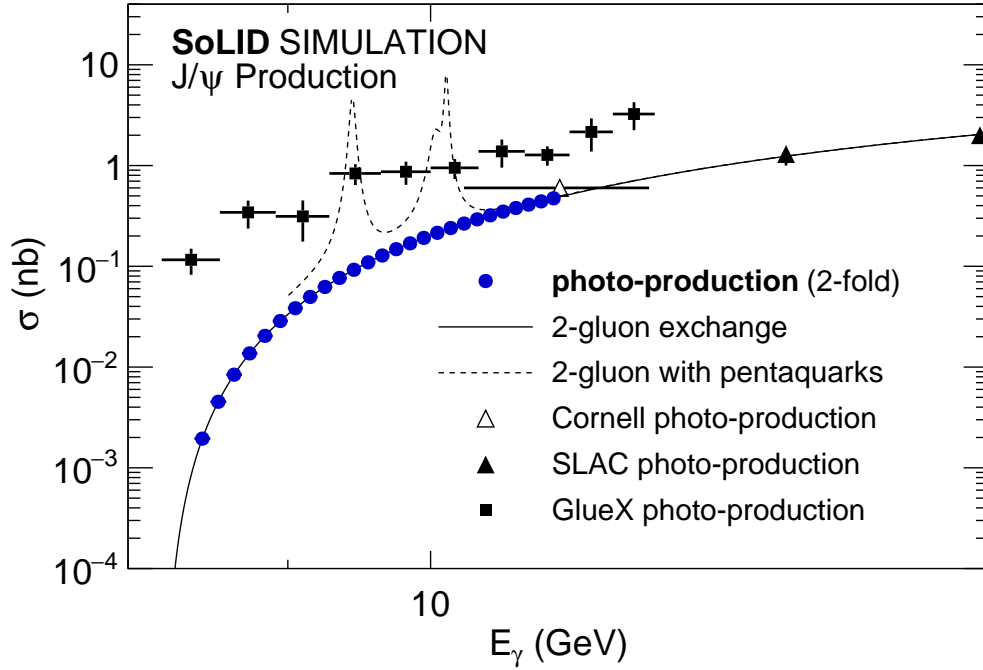 SoLID SIMULATION
J/ψ Production
10
1
10⁻¹
10⁻²
10⁻³
10⁻⁴
σ (nb)
photo-production (2-fold)
2-gluon exchange
2-gluon with pentaquarks
Cornell photo-production
SLAC photo-production
GlueX photo-production
10
E_γ (GeV)